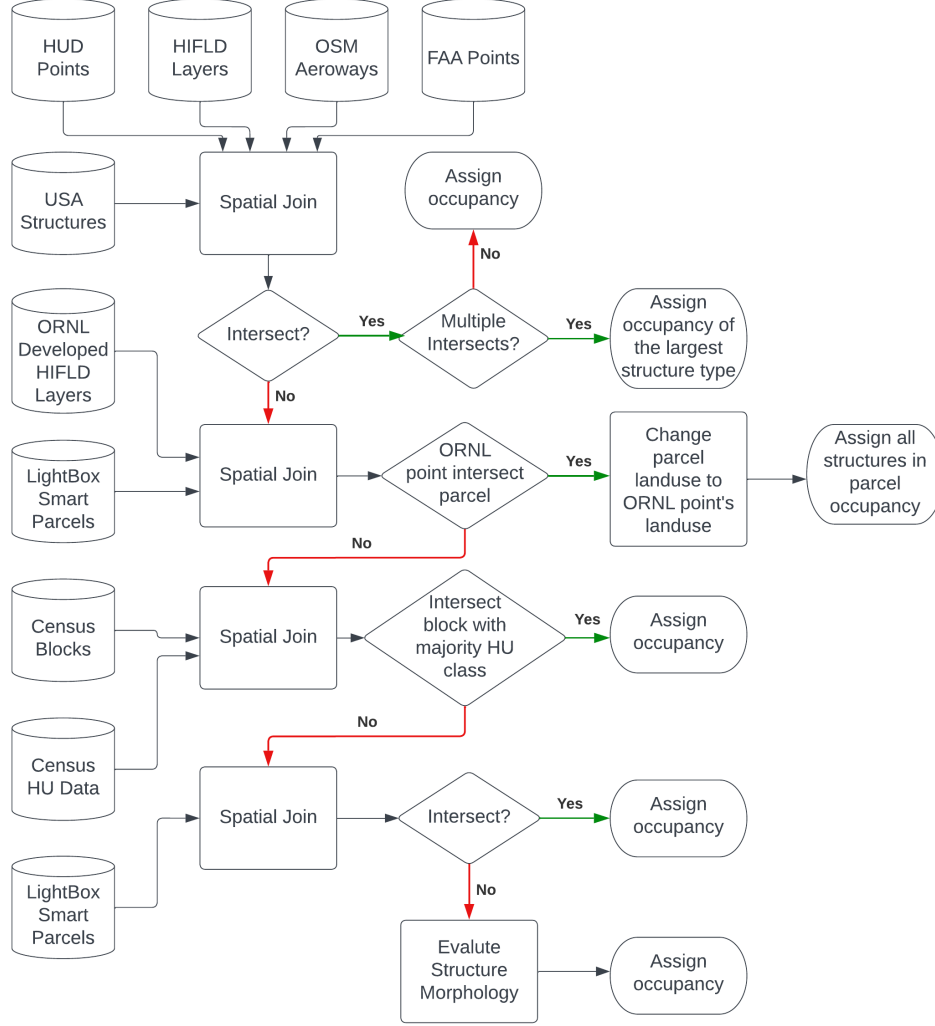 HUD
Points
HIFLD
Layers
OSM
Aeroways
FAA Points
USA
Structures
Spatial Join
Assign
occupancy
No
Intersect?
Yes
Multiple
Intersects?
Yes
Assign
occupancy of
the largest
structure type
ORNL
Developed
HIFLD
Layers
No
LightBox
Smart
Parcels
Spatial Join
ORNL
point intersect
parcel
Yes
Change
parcel
landuse to
ORNL point's
landuse
Assign all
structures in
parcel
occupancy
No
Census
Blocks
Spatial Join
Intersect
block with
majority HU
class
Yes
Assign
occupancy
No
Census
HU Data
Spatial Join
Intersect?
Yes
Assign
occupancy
LightBox
Smart
Parcels
No
Evalute
Structure
Morphology
Assign
occupancy